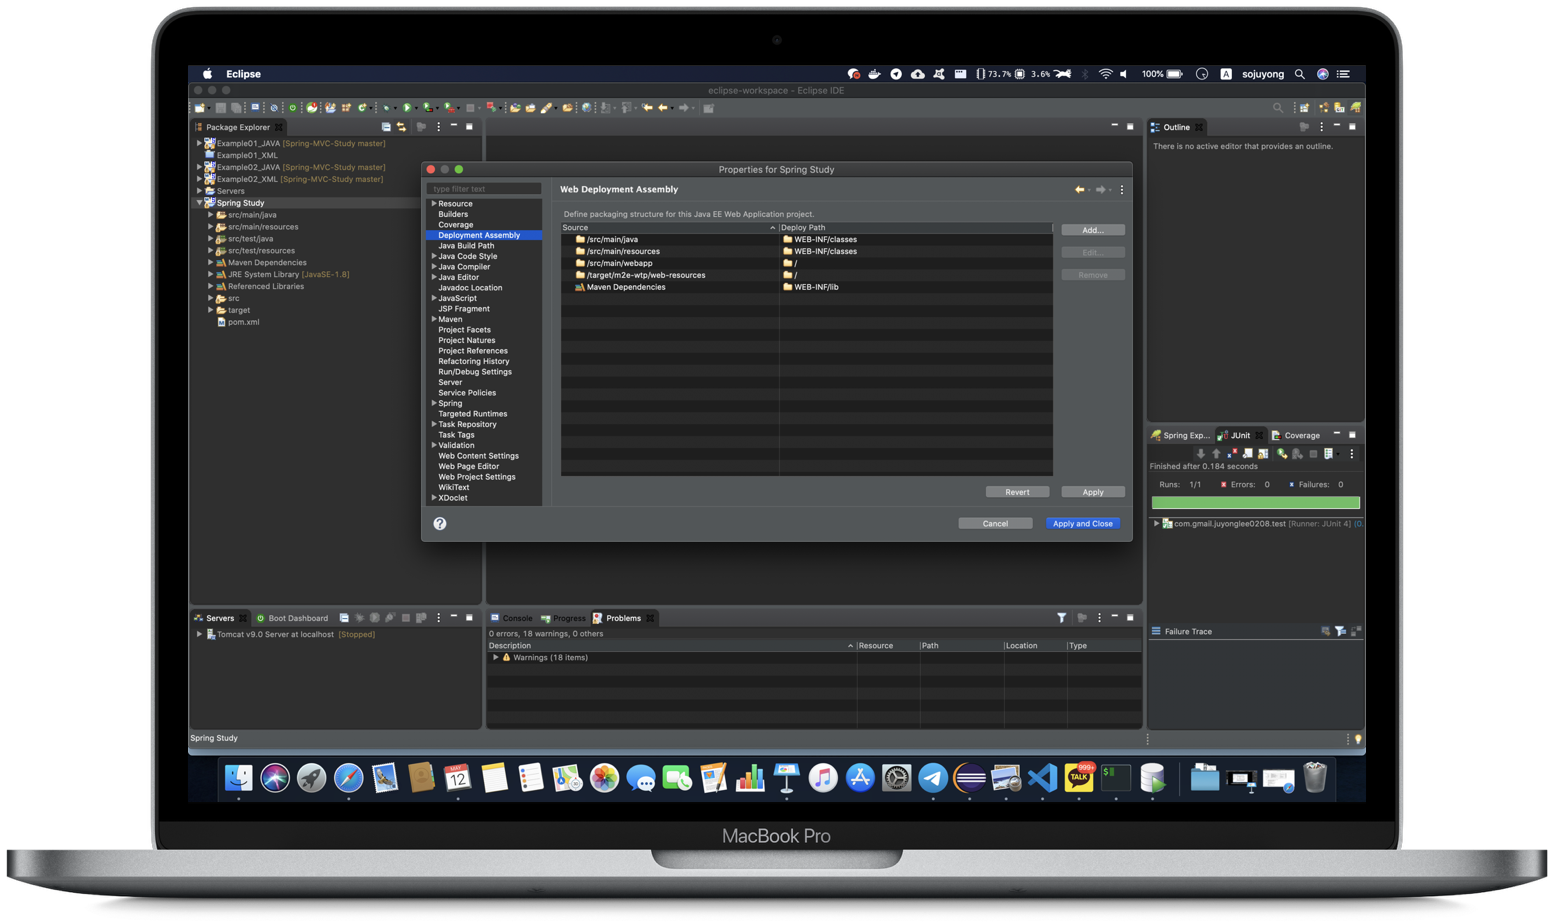 Eclipse
73.7%
3.6%
100%
A
sojuyong
eclipse-workspace - Eclipse IDE
Package Explorer
Example01_JAVA [Spring-MVC-Study master]
Example01_XML
Example02_JAVA [Spring-MVC-Study master]
Example02_XML [Spring-MVC-Study master]
Servers
Spring Study
src/main/java
src/main/resources
src/test/java
src/test/resources
Maven Dependencies
JRE System Library [JavaSE-1.8]
Referenced Libraries
src
target
pom.xml
Properties for Spring Study
type filter text
Resource
Builders
Coverage
Deployment Assembly
Java Build Path
Java Code Style
Java Compiler
Java Editor
Javadoc Location
JavaScript
JSP Fragment
Maven
Project Facets
Project Natures
Project References
Refactoring History
Run/Debug Settings
Server
Service Policies
Spring
Targeted Runtimes
Task Repository
Task Tags
Validation
Web Content Settings
Web Page Editor
Web Project Settings
WikiText
XDoclet
Web Deployment Assembly
Define packaging structure for this Java EE Web Application project.
Source Deploy Path
/src/main/java WEB-INF/classes
/src/main/resources WEB-INF/classes
/src/main/webapp /
/target/m2e-wtp/web-resources /
Maven Dependencies WEB-INF/lib
Add...
Edit...
Remove
Revert Apply
Cancel Apply and Close
Outline
There is no active editor that provides an outline.
Spring Exp... JUnit Coverage
Finished after 0.184 seconds
Runs: 1/1 Errors: 0 Failures: 0
com.gmail.juyonglee0208.test [Runner: JUnit 4] (0.
Failure Trace
Servers Boot Dashboard
Tomcat v9.0 Server at localhost [Stopped]
Console Progress Problems
0 errors, 18 warnings, 0 others
Description Resource Path Location Type
Warnings (18 items)
Spring Study
MAY
12
999+
TALK
$
MacBook Pro